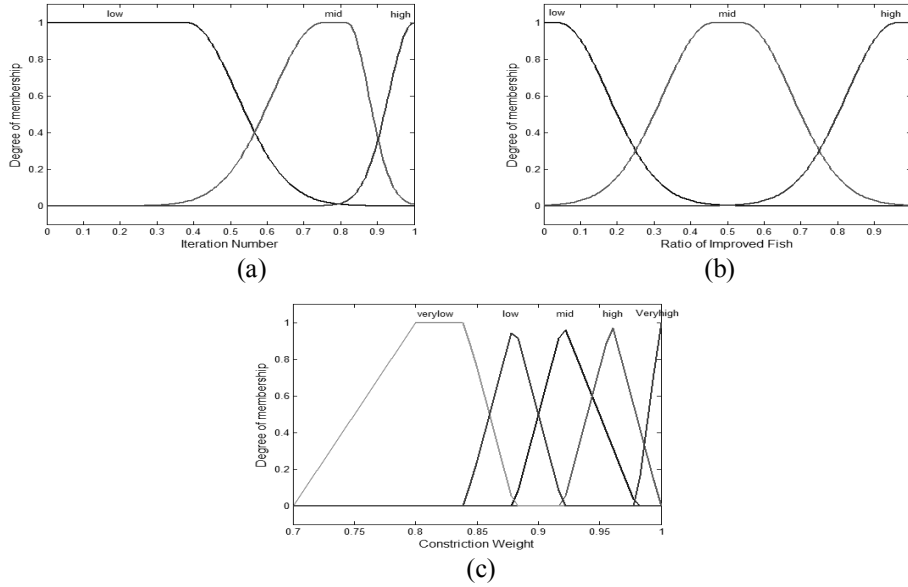 low mid high
1
0.8
0.6
0.4
0.2
0
Degree of membership
0 0.1 0.2 0.3 0.4 0.5 0.6 0.7 0.8 0.9 1
Iteration Number
(a)
low mid high
1
0.8
0.6
0.4
0.2
0
Degree of membership
0 0.1 0.2 0.3 0.4 0.5 0.6 0.7 0.8 0.9
Ratio of Improved Fish
(b)
verylow low mid high Veryhigh
1
0.8
0.6
0.4
0.2
0
Degree of membership
0.7 0.75 0.8 0.85 0.9 0.95 1
Constriction Weight
(c)